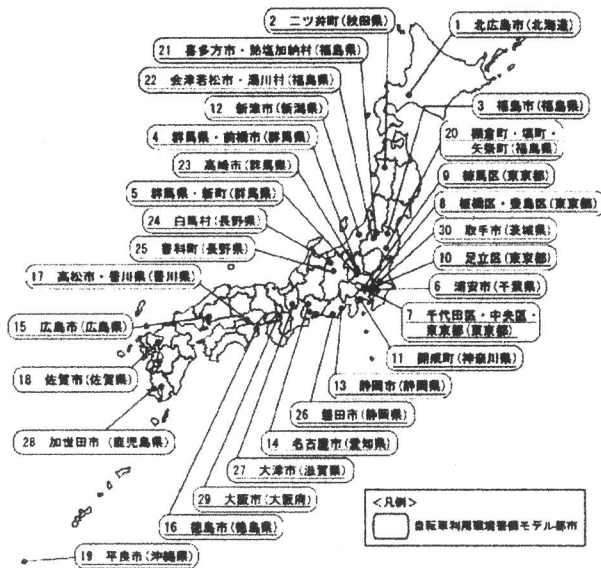 2 二ツ井町(秋田県)
1 北広島市(北海道)
21 喜多方市・熱塩加納村(福島県)
22 会津若松市・湯川村(福島県)
12 新津市(新潟県)
3 福島市(福島県)
4 群馬県・前橋市(群馬県)
20 棚倉町・塙町・
矢祭町(福島県)
23 高崎市(群馬県)
9 練馬区(東京都)
5 群馬県・新町(群馬県)
8 板橋区・豊島区(東京都)
24 白馬村(長野県)
30 取手市(茨城県)
25 蓼科町(長野県)
10 足立区(東京都)
17 高松市・香川県(香川県)
6 浦安市(千葉県)
15 広島市(広島県)
7 千代田区・中央区・
東京都(東京都)
11 開成町(神奈川県)
18 佐賀市(佐賀県)
13 静岡市(静岡県)
28 加世田市(鹿児島県)
26 磐田市(静岡県)
14 名古屋市(愛知県)
27 大津市(滋賀県)
29 大阪市(大阪府)
16 徳島市(徳島県)
19 平良市(沖縄県)
<凡例>
自転車利用環境整備モデル都市